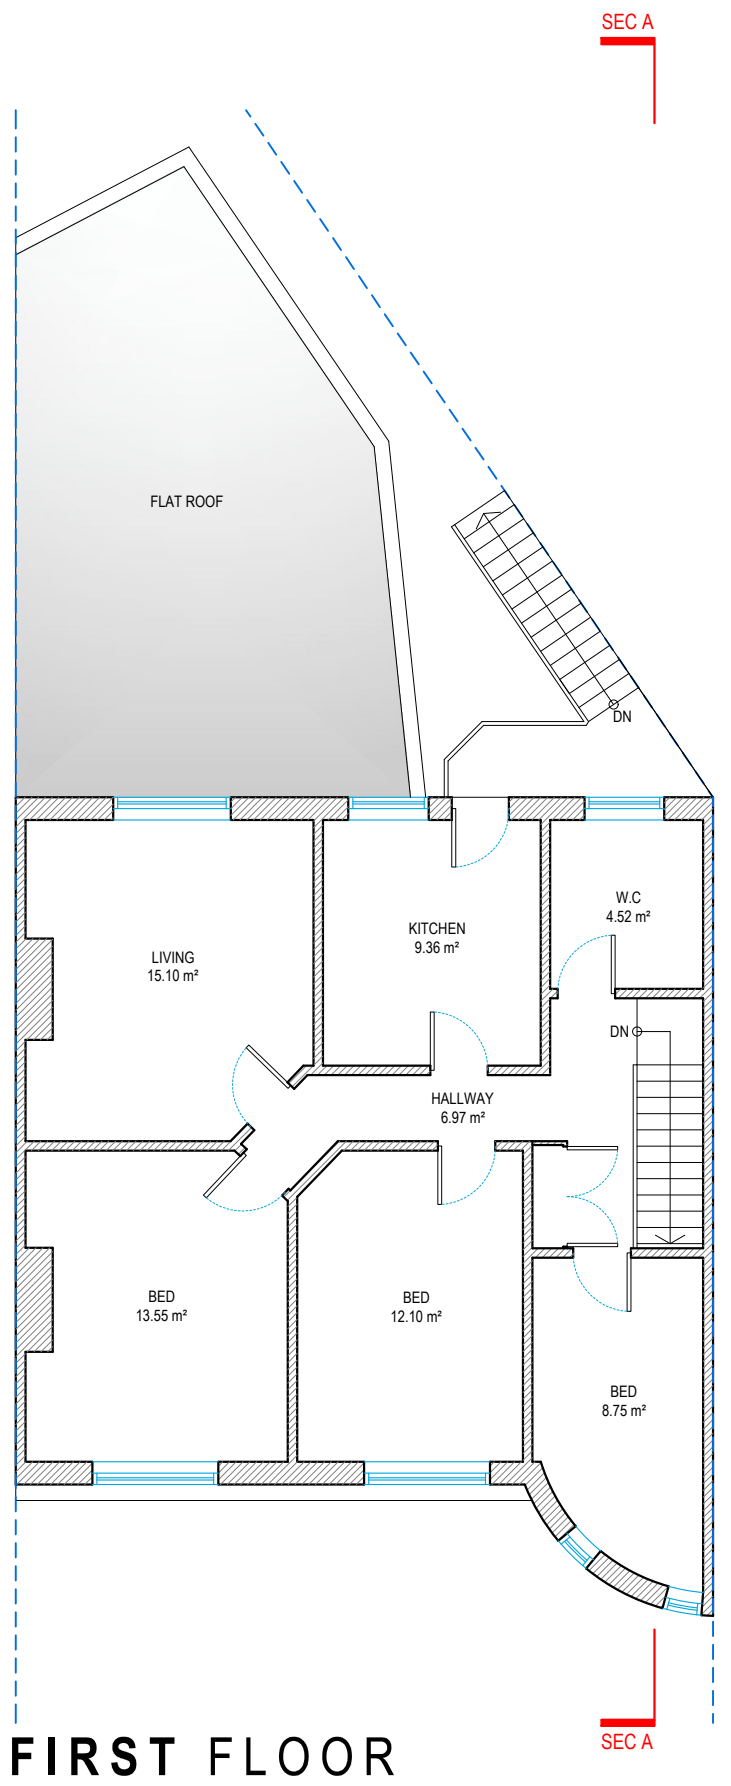 SEC A
FLAT ROOF
DN
W.C
4.52 m²
KITCHEN
9.36 m²
LIVING
15.10 m²
DN
HALLWAY
6.97 m²
BED
13.55 m²
BED
12.10 m²
BED
8.75 m²
SEC A
FIRST FLOOR